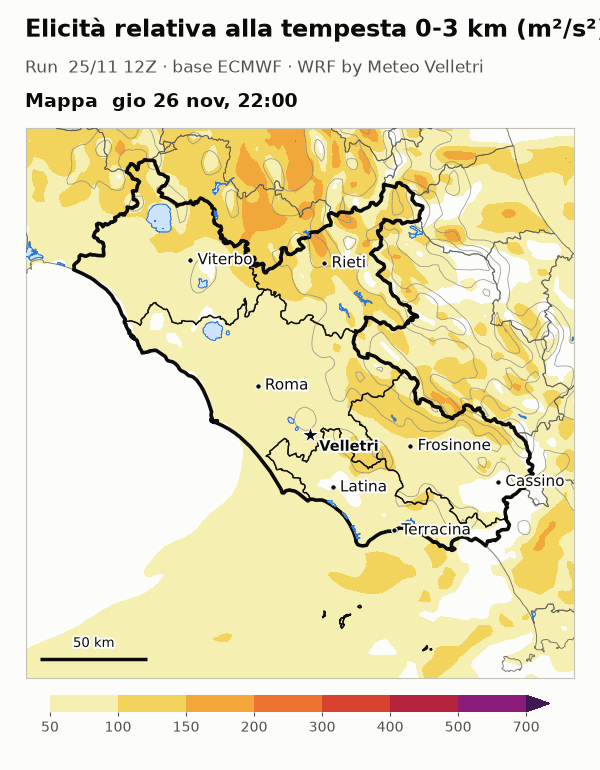 Elicità relativa alla tempesta 0-3 km (m²/s²)
Run 25/11 12Z · base ECMWF · WRF by Meteo Velletri
Mappa gio 26 nov, 22:00
Viterbo
Rieti
Roma
Velletri
Frosinone
Latina
Cassino
Terracina
50 km
50 100 150 200 300 400 500 700